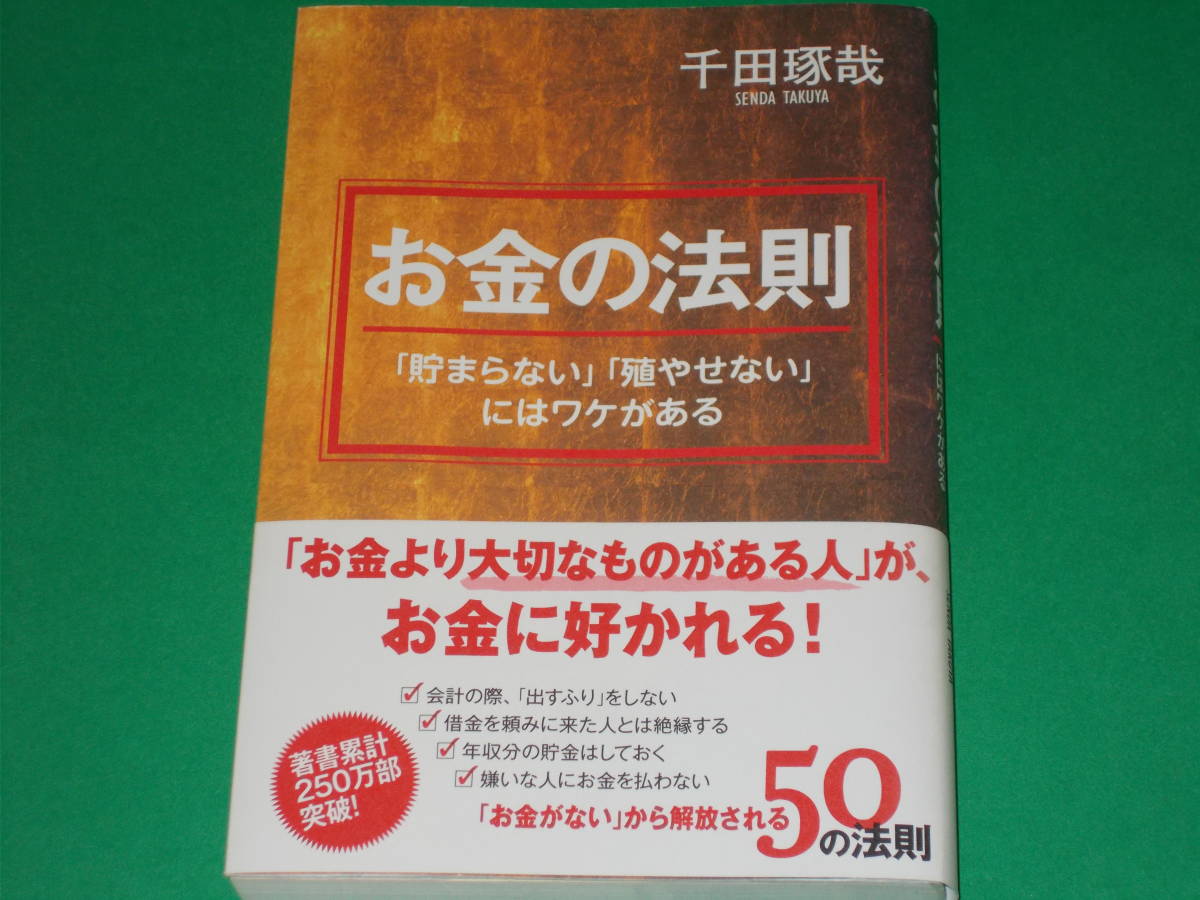 千田琢哉
SENDA TAKUYA
お金の法則
「貯まらない」「殖やせない」
にはワケがある
「お金より大切なものがある人」が、
お金に好かれる!
会計の際、「出すふり」をしない
借金を頼みに来た人とは絶縁する
年収分の貯金はしておく
嫌いな人にお金を払わない
著書累計
250万部
突破!
「お金がない」から解放される50の法則